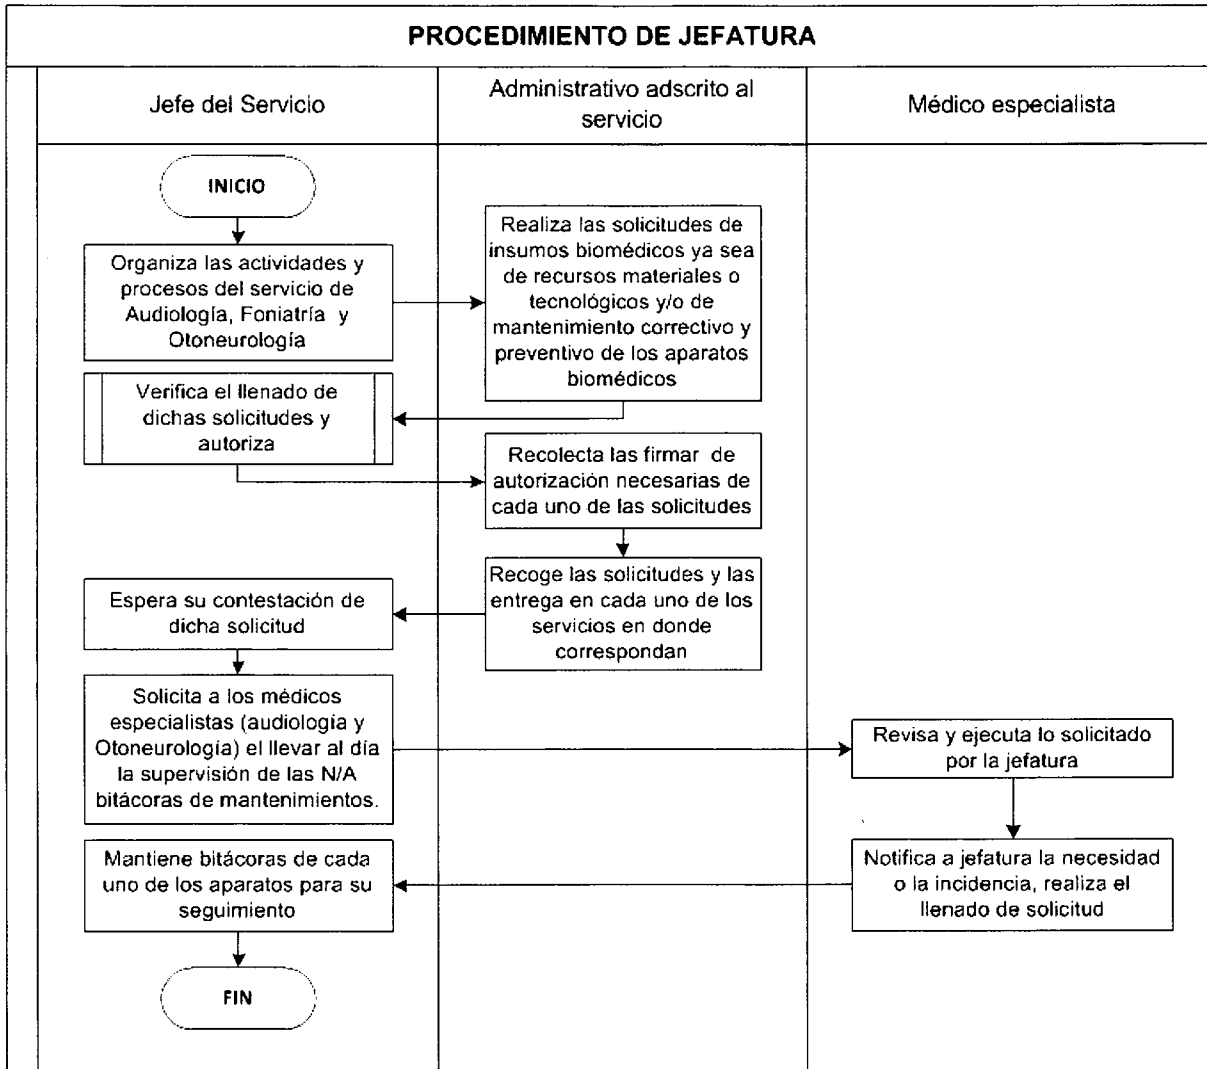 PROCEDIMIENTO DE JEFATURA
Jefe del Servicio
Administrativo adscrito al
servicio
Médico especialista
INICIO
Organiza las actividades y
procesos del servicio de
Audiología, Foniatría y
Otoneurología
Realiza las solicitudes de
insumos biomédicos ya sea
de recursos materiales o
tecnológicos y/o de
mantenimiento correctivo y
preventivo de los aparatos
biomédicos
Verifica el llenado de
dichas solicitudes y
autoriza
Recolecta las firmar de
autorización necesarias de
cada uno de las solicitudes
Recoge las solicitudes y las
entrega en cada uno de los
servicios en donde
correspondan
Espera su contestación de
dicha solicitud
Solicita a los médicos
especialistas (audiología y
Otoneurología) el llevar al día
la supervisión de las N/A
bitácoras de mantenimientos.
Revisa y ejecuta lo solicitado
por la jefatura
Notifica a jefatura la necesidad
o la incidencia, realiza el
llenado de solicitud
Mantiene bitácoras de cada
uno de los aparatos para su
seguimiento
FIN